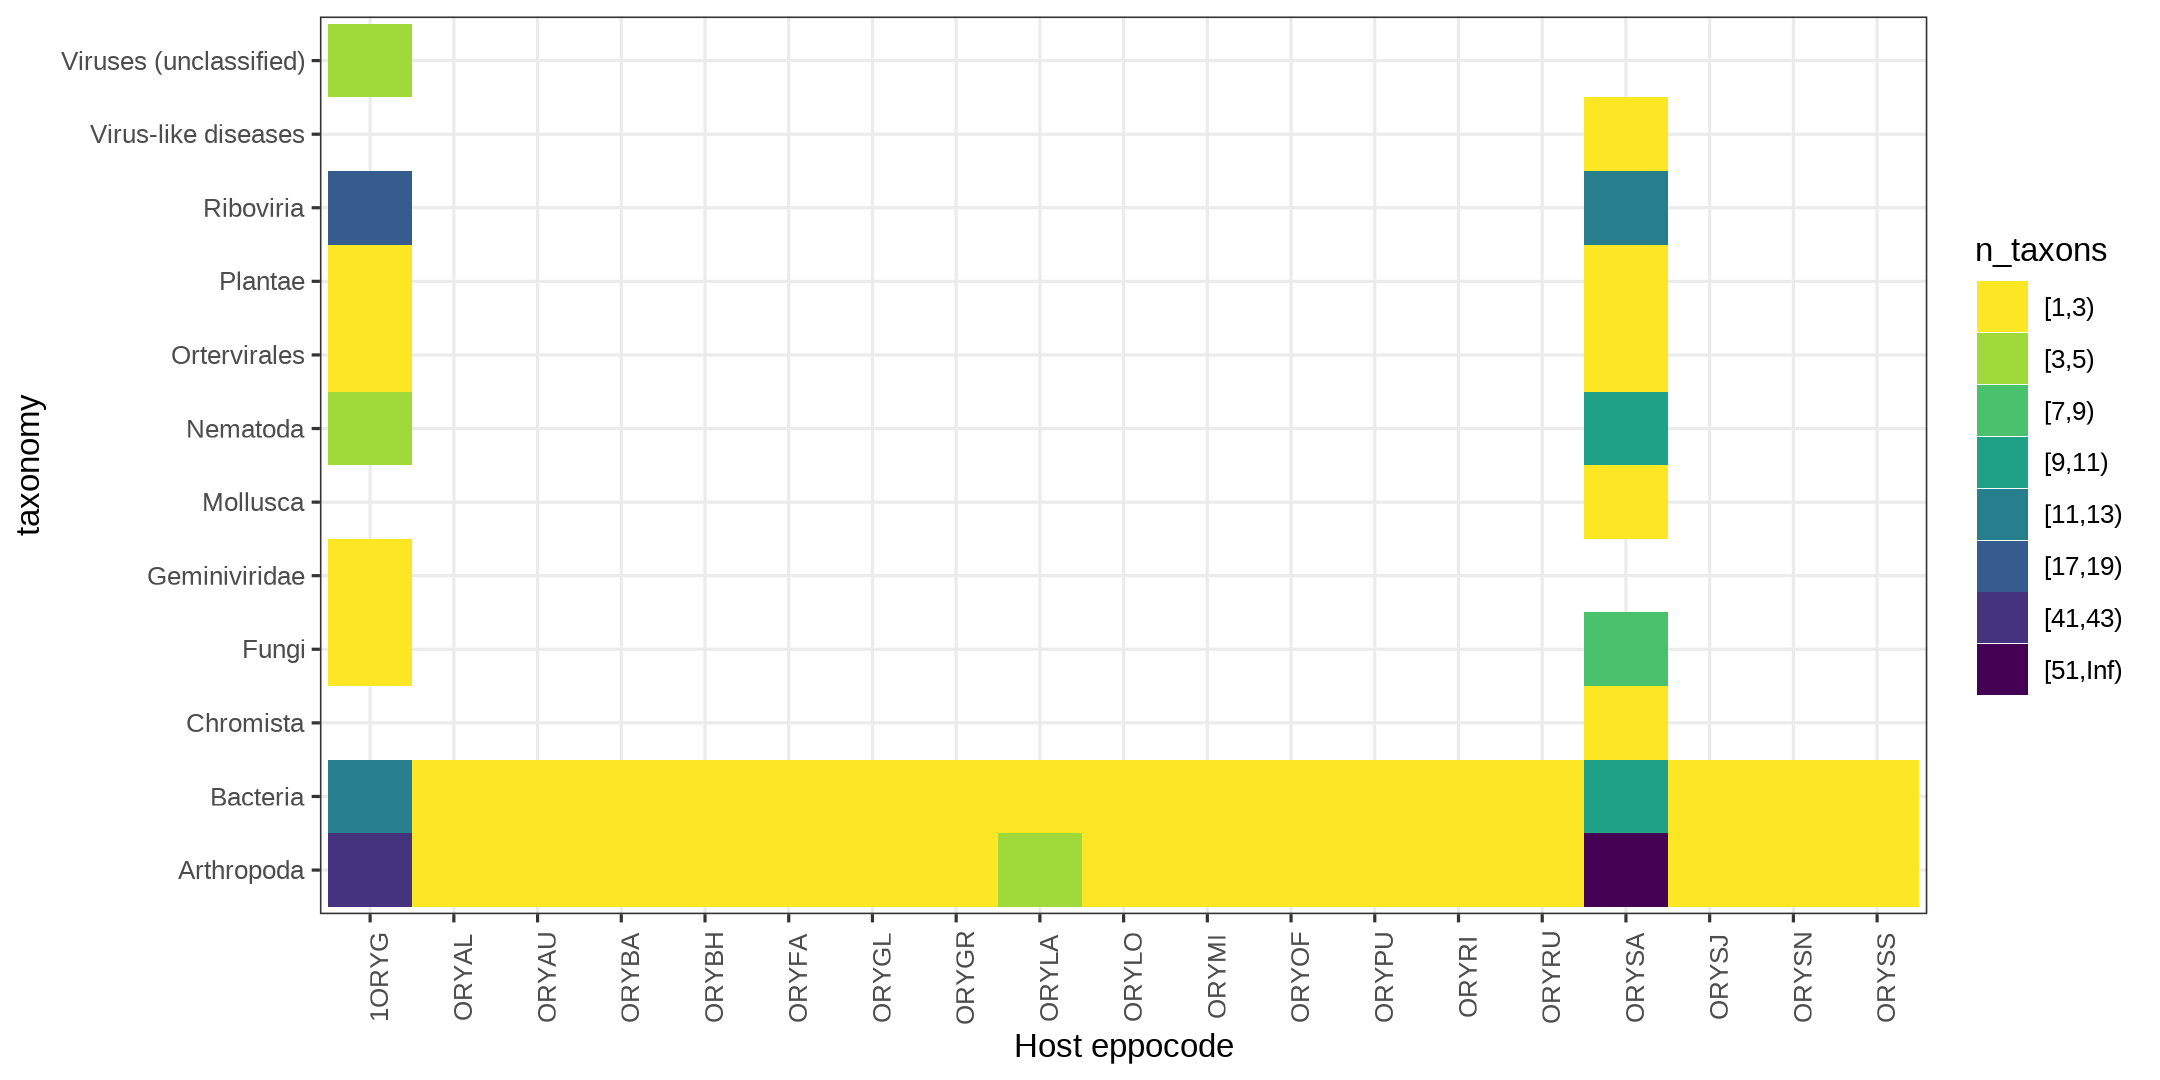 Viruses (unclassified)
Virus-like diseases
Riboviria
Plantae
Ortervirales
Nematoda
Mollusca
Geminiviridae
Fungi
Chromista
Bacteria
Arthropoda
taxonomy
1ORYG
ORYAL
ORYAU
ORYBA
ORYBH
ORYFA
ORYGL
ORYGR
ORYLA
ORYLO
ORYMI
ORYOF
ORYPU
ORYRI
ORYRU
ORYSA
ORYSJ
ORYSN
ORYSS
Host eppocode
n_taxons
[1,3)
[3,5)
[7,9)
[9,11)
[11,13)
[17,19)
[41,43)
[51,Inf)